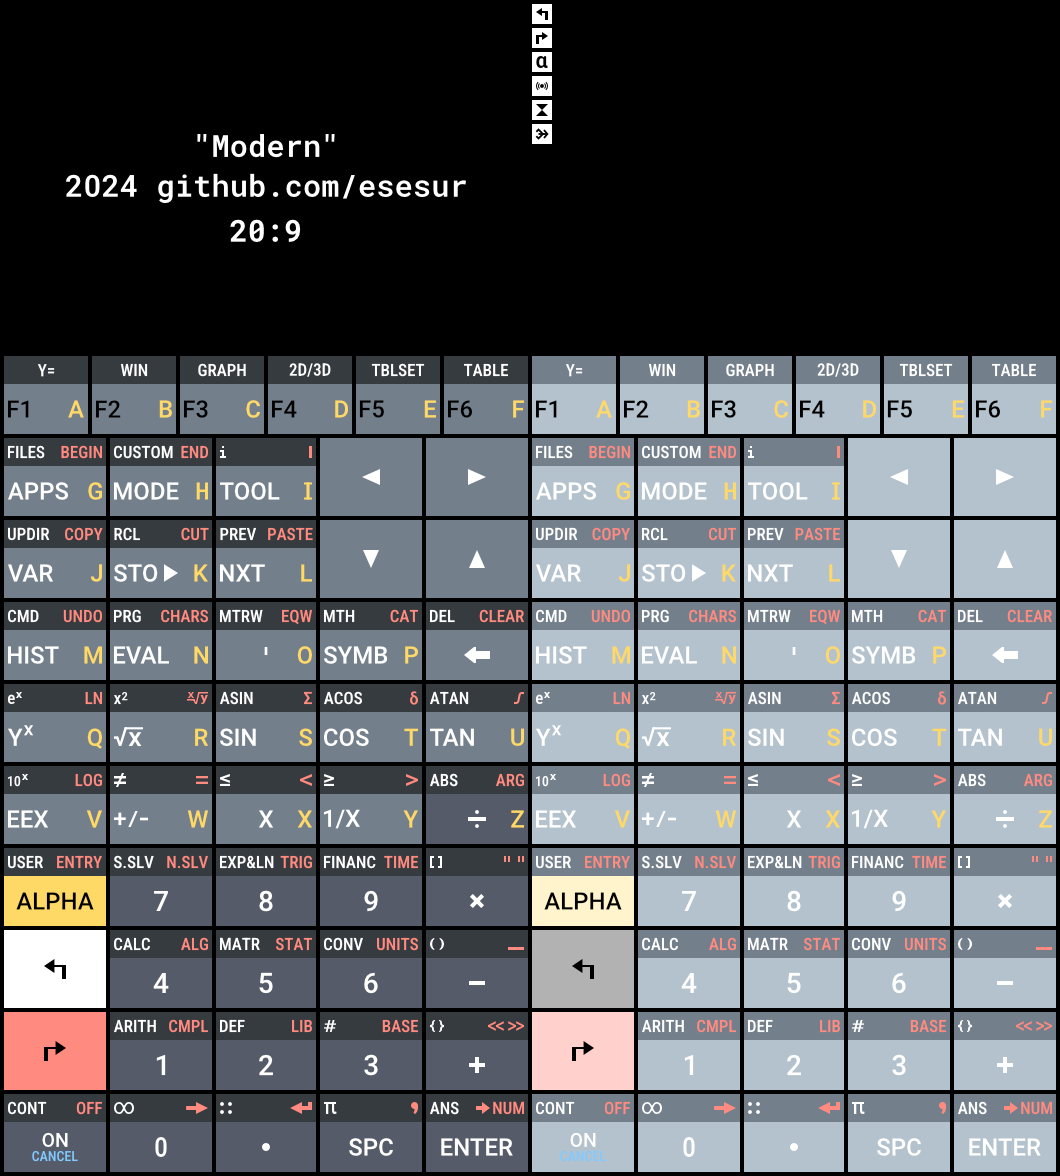 α
"Modern"
2024 github.com/esesur
20:9
Y= WIN GRAPH 2D/3D TBLSET TABLE Y= WIN GRAPH 2D/3D TBLSET TABLE
F1 A F2 B F3 C F4 D F5 E F6 F F1 A F2 B F3 C F4 D F5 E F6 F
FILES BEGIN CUSTOM END i I FILES BEGIN CUSTOM END i I
APPS G MODE H TOOL I APPS G MODE H TOOL I
UPDIR COPY RCL CUT PREV PASTE UPDIR COPY RCL CUT PREV PASTE
VAR J STO▶ K NXT L VAR J STO▶ K NXT L
CMD UNDO PRG CHARS MTRW EQW MTH CAT DEL CLEAR CMD UNDO PRG CHARS MTRW EQW MTH CAT DEL CLEAR
HIST M EVAL N ' O SYMB P HIST M EVAL N ' O SYMB P
eˣ LN x² ˣ√y ASIN Σ ACOS δ ATAN ∫ eˣ LN x² ˣ√y ASIN Σ ACOS δ ATAN ∫
Yˣ Q √x R SIN S COS T TAN U Yˣ Q √x R SIN S COS T TAN U
10ˣ LOG ≠ = ≤ < ≥ > ABS ARG 10ˣ LOG ≠ = ≤ < ≥ > ABS ARG
EEX V +/- W X X 1/X Y ÷ Z EEX V +/- W X X 1/X Y ÷ Z
USER ENTRY S.SLV N.SLV EXP&LN TRIG FINANC TIME [] " " USER ENTRY S.SLV N.SLV EXP&LN TRIG FINANC TIME [] " "
ALPHA 7 8 9 × ALPHA 7 8 9 ×
CALC ALG MATR STAT CONV UNITS () _ CALC ALG MATR STAT CONV UNITS () _
4 5 6 − 4 5 6 −
ARITH CMPL DEF LIB # BASE {} << >> ARITH CMPL DEF LIB # BASE {} << >>
1 2 3 + 1 2 3 +
CONT OFF ∞ → :: ↵ π , ANS →NUM CONT OFF ∞ → :: ↵ π , ANS →NUM
ON 0 • SPC ENTER ON 0 • SPC ENTER
CANCEL CANCEL